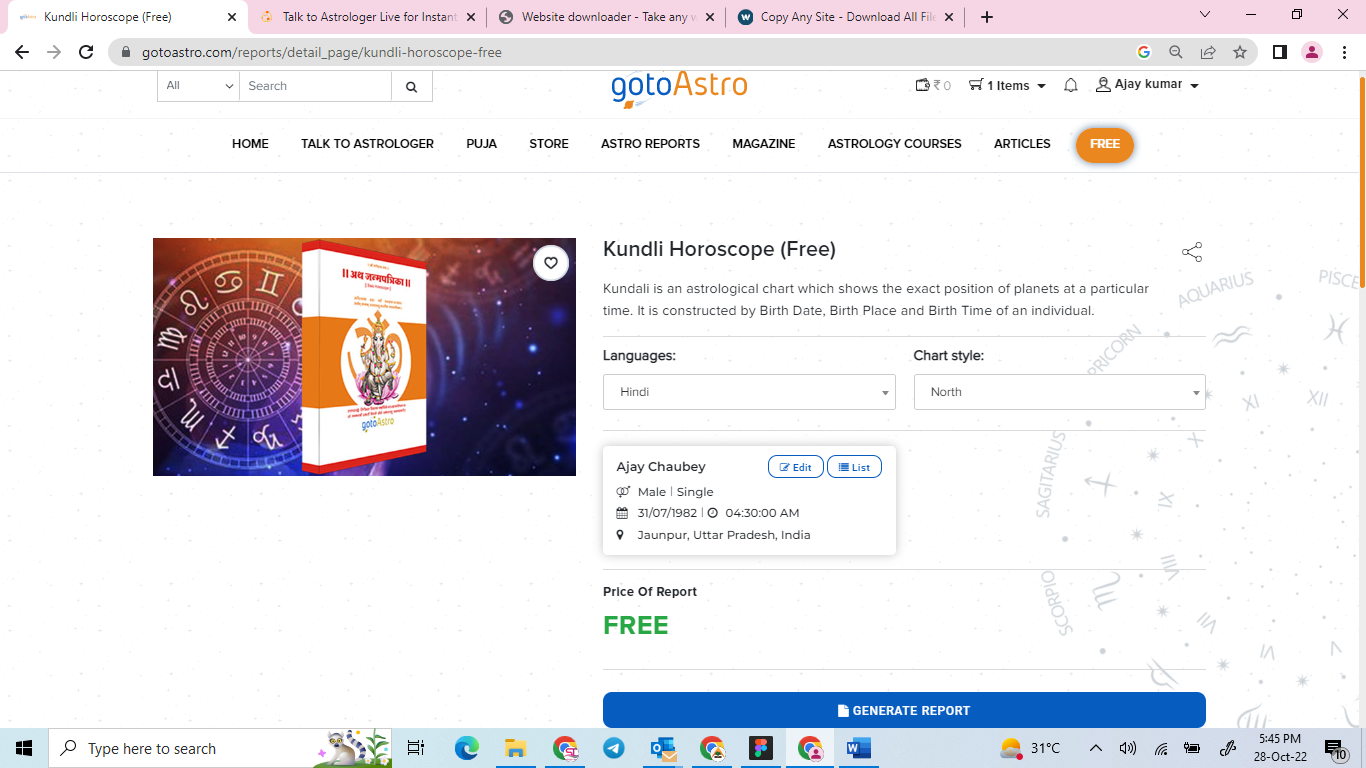 Kundli Horoscope (Free)
Talk to Astrologer Live for Instant
Website downloader - Take any w
Copy Any Site - Download All File
gotoastro.com/reports/detail_page/kundli-horoscope-free
All
Search
gotoAstro
₹ 0
1 Items
Ajay kumar
HOME
TALK TO ASTROLOGER
PUJA
STORE
ASTRO REPORTS
MAGAZINE
ASTROLOGY COURSES
ARTICLES
FREE
|| अथ जन्मपत्रिका ||
gotoAstro
Kundli Horoscope (Free)
Kundali is an astrological chart which shows the exact position of planets at a particular
time. It is constructed by Birth Date, Birth Place and Birth Time of an individual.
Languages:
Chart style:
Hindi
North
Ajay Chaubey
Edit
List
Male | Single
31/07/1982 | 04:30:00 AM
Jaunpur, Uttar Pradesh, India
Price Of Report
FREE
GENERATE REPORT
AQUARIUS
PISCE
PRICORN
SAGITARIUS
SCORPIO
XI
XII
X
IX
VIII
VII
VI
V
Type here to search
31°C
5:45 PM
28-Oct-22
10